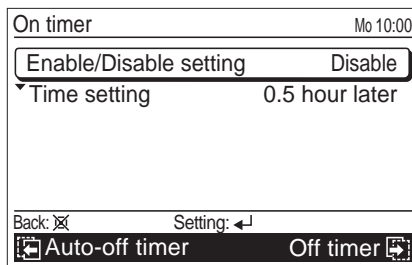 On timer Mo 10:00
Enable/Disable setting Disable
Time setting 0.5 hour later
Back: Setting:
Auto-off timer Off timer